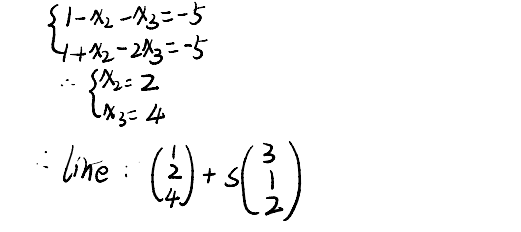 {1-x₂-x₃=-5
1+x₂-2x₃=-5
∴ {x₂=2
x₃=4
∴ line : (1 2 4) + s(3 1 2)